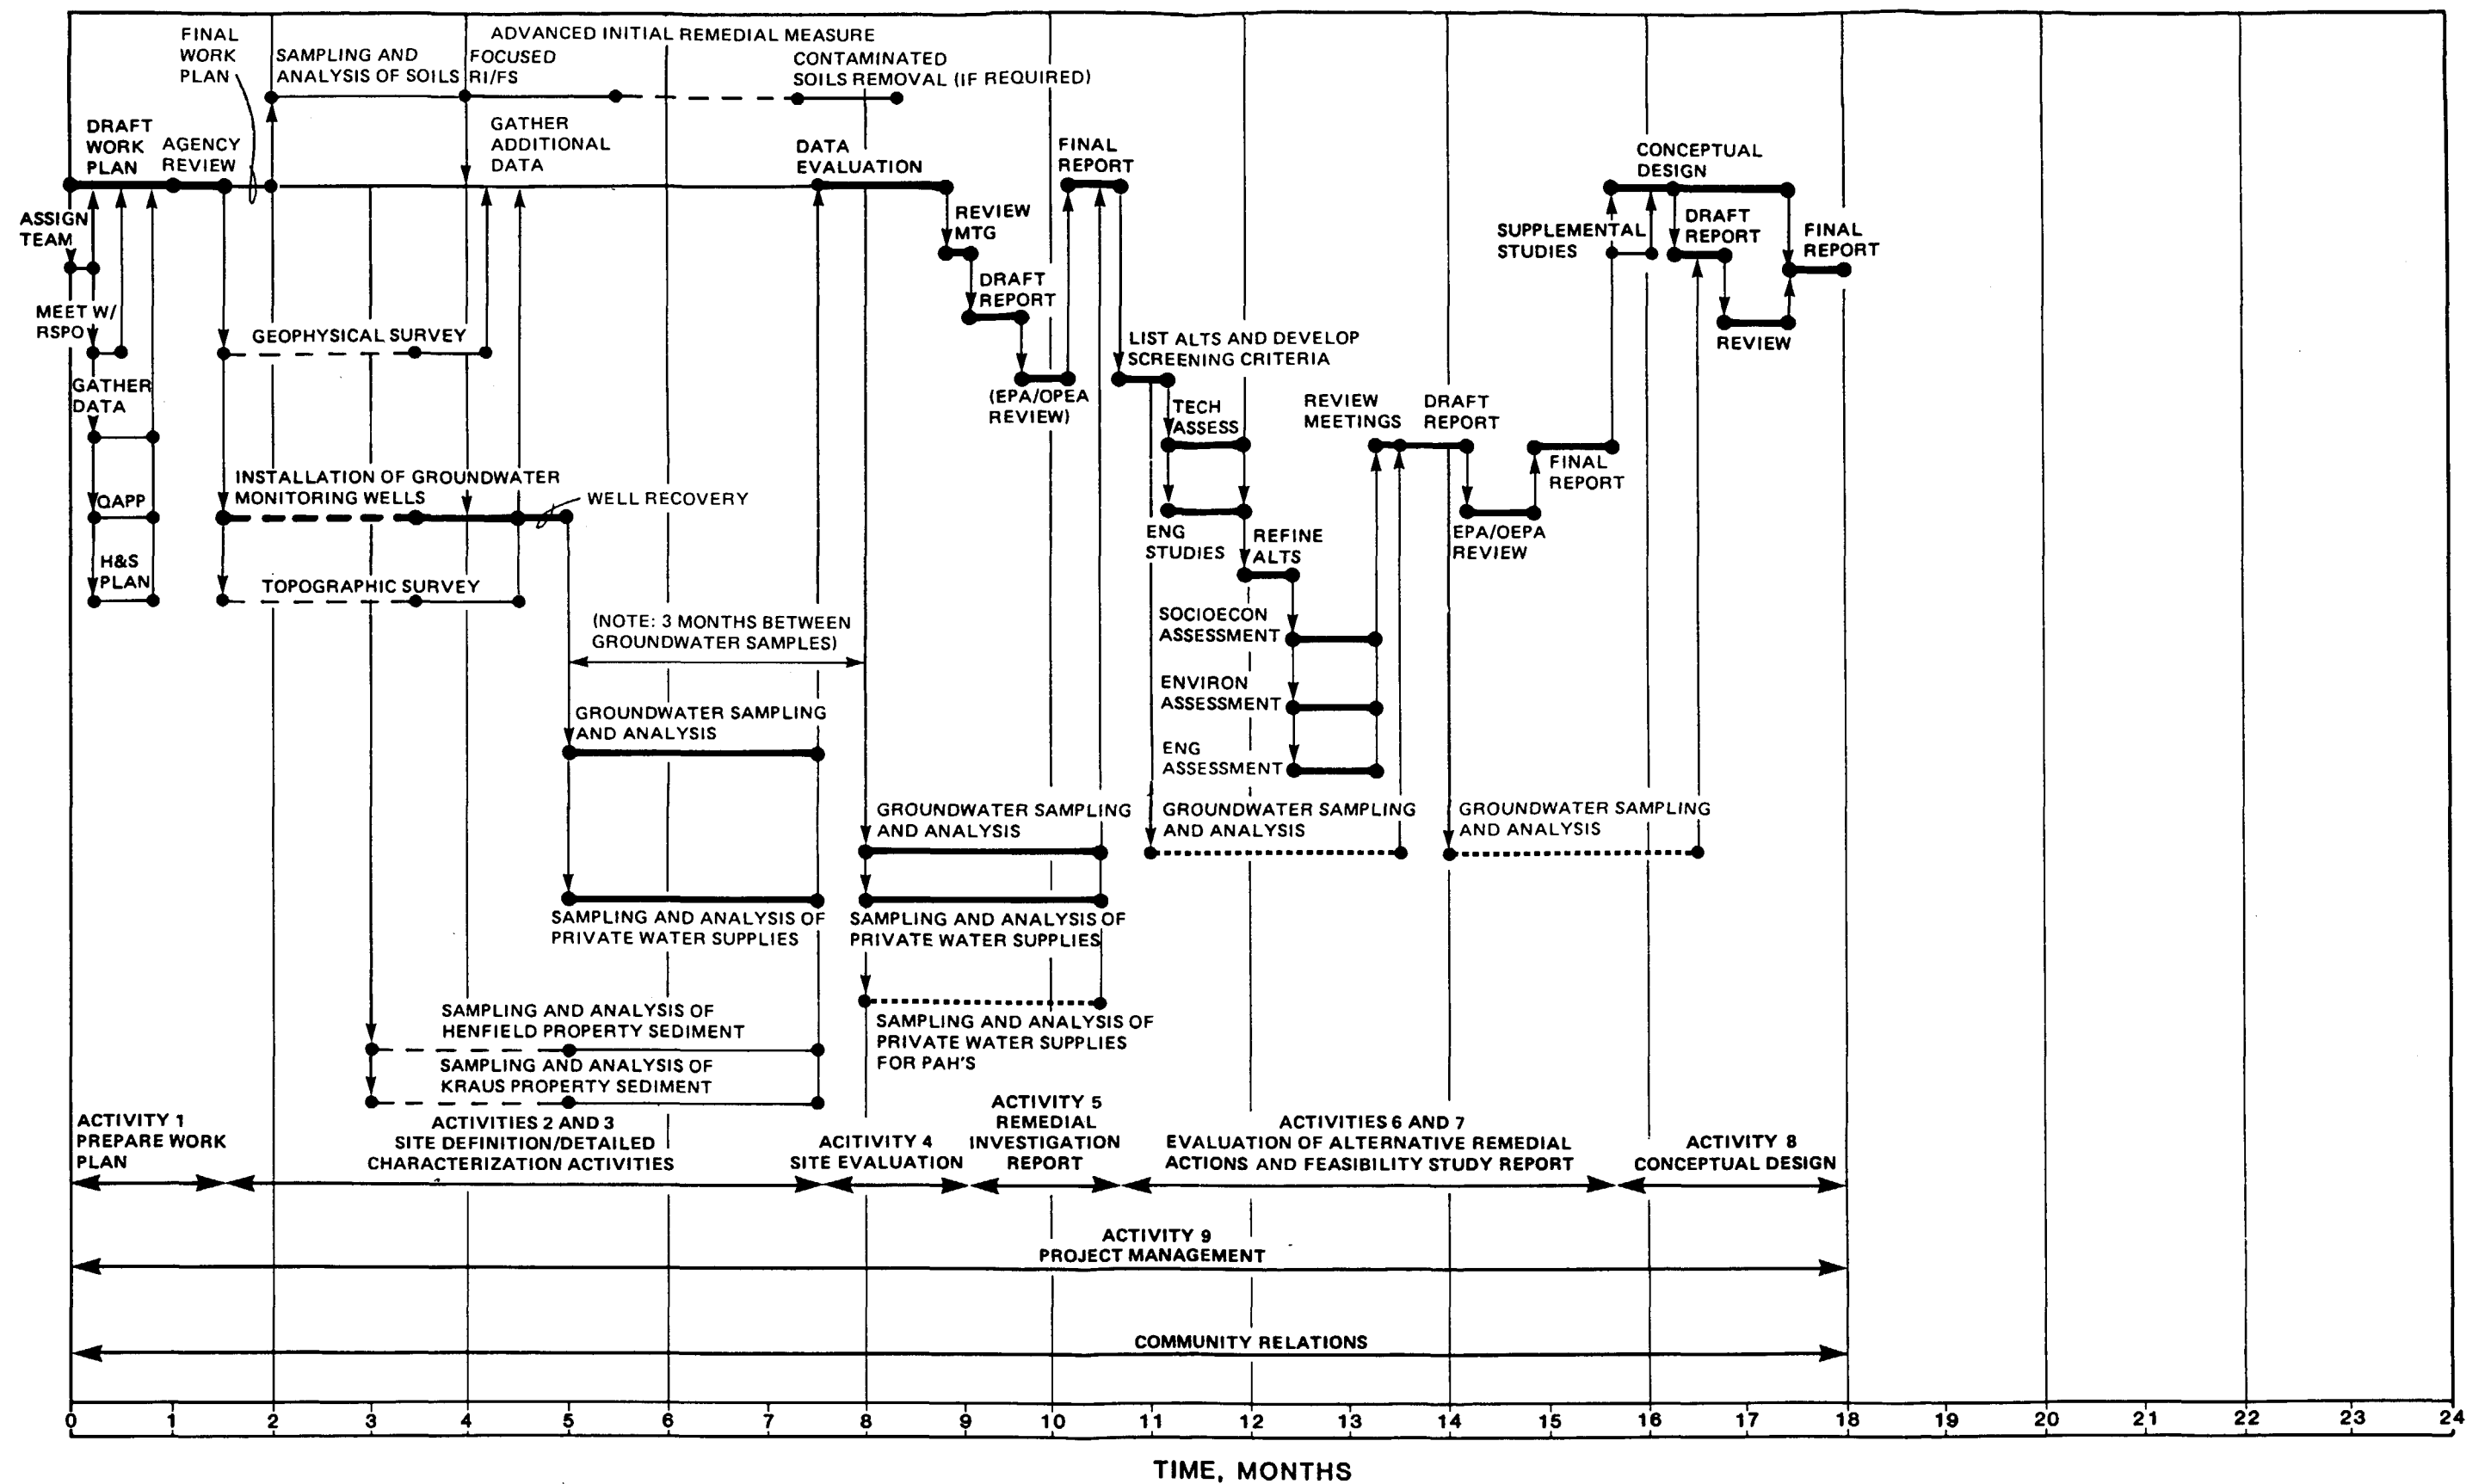 FINAL
WORK
PLAN
ADVANCED INITIAL REMEDIAL MEASURE
SAMPLING AND
ANALYSIS OF SOILS
FOCUSED
RI/FS
CONTAMINATED
SOILS REMOVAL (IF REQUIRED)
DRAFT
WORK
PLAN
AGENCY
REVIEW
GATHER
ADDITIONAL
DATA
DATA
EVALUATION
FINAL
REPORT
CONCEPTUAL
DESIGN
ASSIGN
TEAM
REVIEW
MTG
SUPPLEMENTAL
STUDIES
DRAFT
REPORT
FINAL
REPORT
MEET W/
RSPO
GEOPHYSICAL SURVEY
DRAFT
REPORT
LIST ALTS AND DEVELOP
SCREENING CRITERIA
REVIEW
GATHER
DATA
(EPA/OPEA
REVIEW)
TECH
ASSESS
REVIEW
MEETINGS
DRAFT
REPORT
QAPP
INSTALLATION OF GROUNDWATER
MONITORING WELLS
WELL RECOVERY
FINAL
REPORT
ENG
STUDIES
REFINE
ALTS
EPA/OEPA
REVIEW
H&S
PLAN
TOPOGRAPHIC SURVEY
(NOTE: 3 MONTHS BETWEEN
GROUNDWATER SAMPLES)
SOCIOECON
ASSESSMENT
ENVIRON
ASSESSMENT
GROUNDWATER SAMPLING
AND ANALYSIS
ENG
ASSESSMENT
GROUNDWATER SAMPLING
AND ANALYSIS
GROUNDWATER SAMPLING
AND ANALYSIS
GROUNDWATER SAMPLING
AND ANALYSIS
SAMPLING AND ANALYSIS OF
PRIVATE WATER SUPPLIES
SAMPLING AND ANALYSIS OF
PRIVATE WATER SUPPLIES
SAMPLING AND ANALYSIS OF
HENFIELD PROPERTY SEDIMENT
SAMPLING AND ANALYSIS OF
PRIVATE WATER SUPPLIES
FOR PAH'S
SAMPLING AND ANALYSIS OF
KRAUS PROPERTY SEDIMENT
ACTIVITY 1
PREPARE WORK
PLAN
ACTIVITIES 2 AND 3
SITE DEFINITION/DETAILED
CHARACTERIZATION ACTIVITIES
ACITIVITY 4
SITE EVALUATION
ACTIVITY 5
REMEDIAL
INVESTIGATION
REPORT
ACTIVITIES 6 AND 7
EVALUATION OF ALTERNATIVE REMEDIAL
ACTIONS AND FEASIBILITY STUDY REPORT
ACTIVITY 8
CONCEPTUAL DESIGN
ACTIVITY 9
PROJECT MANAGEMENT
COMMUNITY RELATIONS
0 1 2 3 4 5 6 7 8 9 10 11 12 13 14 15 16 17 18 19 20 21 22 23 24
TIME, MONTHS